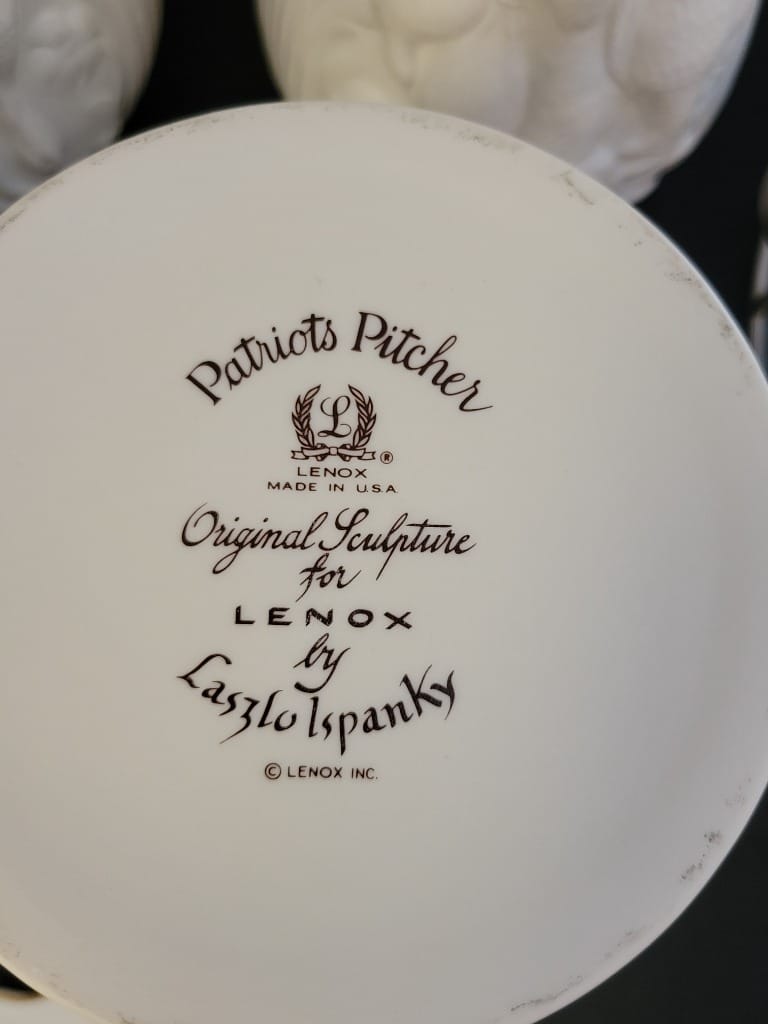 Patriots Pitcher
L
®
LENOX
MADE IN U.S.A.
Original Sculpture
for
LENOX
by
Laszlo Ispanky
© LENOX INC.